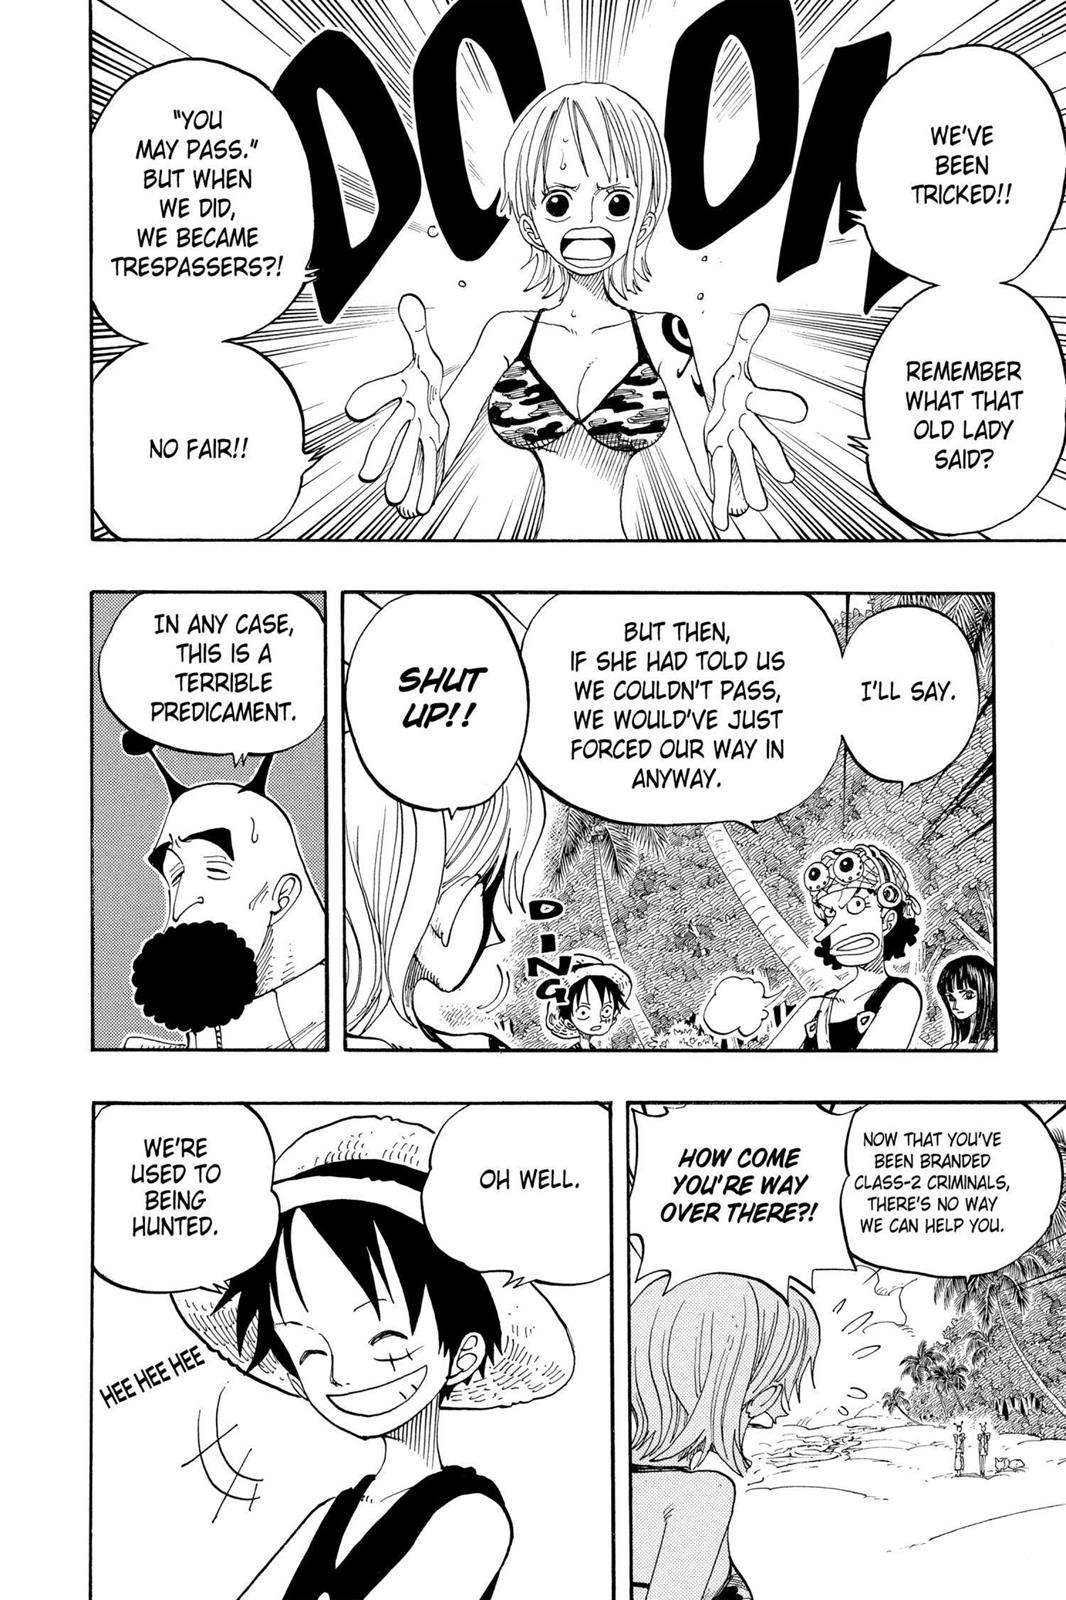 DOOM
WE'VE
BEEN
TRICKED!!
REMEMBER
WHAT THAT
OLD LADY
SAID?
"YOU
MAY PASS."
BUT WHEN
WE DID,
WE BECAME
TRESPASSERS?!
NO FAIR!!
I'LL SAY.
BUT THEN,
IF SHE HAD TOLD US
WE COULDN'T PASS,
WE WOULD'VE JUST
FORCED OUR WAY IN
ANYWAY.
DING
SHUT
UP!!
IN ANY CASE,
THIS IS A
TERRIBLE
PREDICAMENT.
NOW THAT YOU'VE
BEEN BRANDED
CLASS-2 CRIMINALS,
THERE'S NO WAY
WE CAN HELP YOU.
HOW COME
YOU'RE WAY
OVER THERE?!
OH WELL.
WE'RE
USED TO
BEING
HUNTED.
HEE HEE HEE